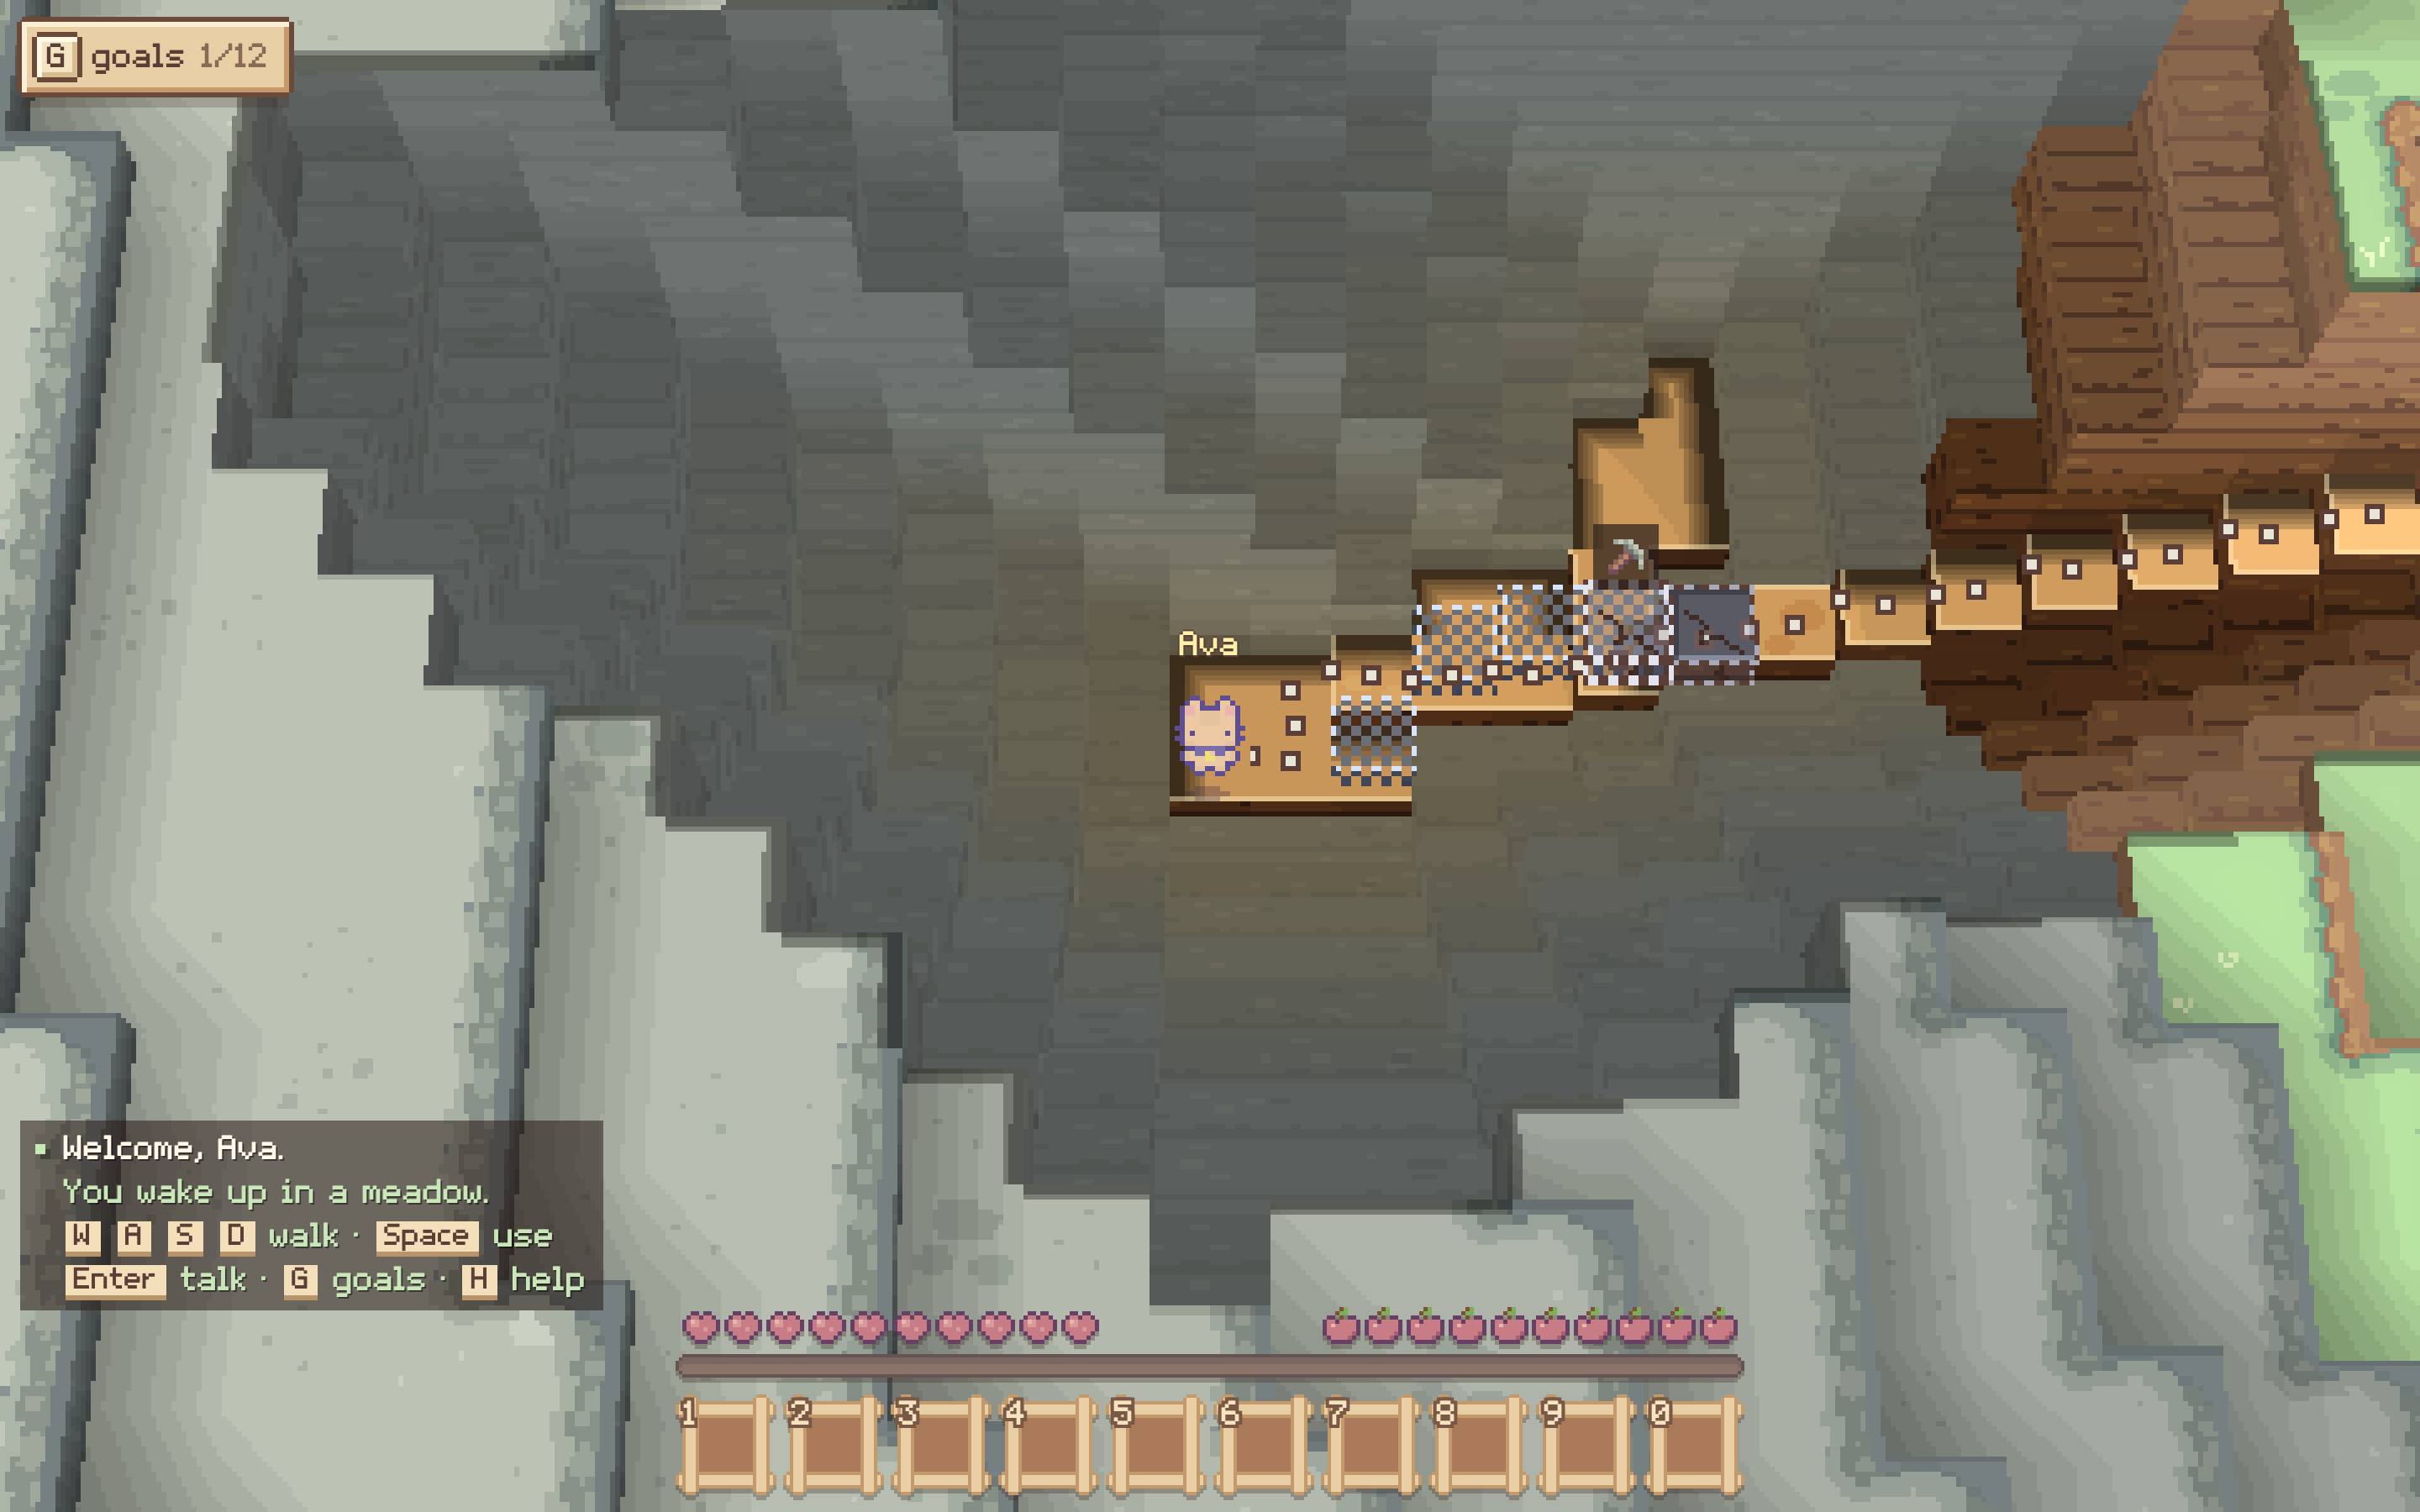 G goals 1/12
Ava
Welcome, Ava.
You wake up in a meadow.
W A S D walk · Space use
Enter talk · G goals · H help
1 2 3 4 5 6 7 8 9 0